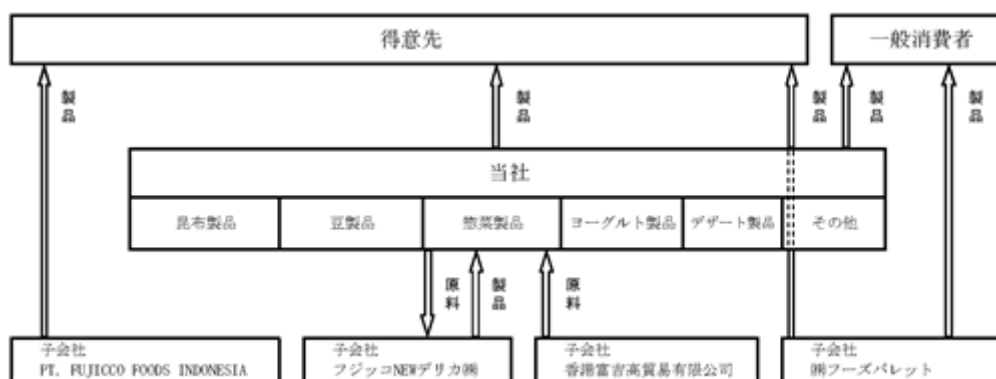 得意先
一般消費者
製品
製品
製品
製品
製品
当社
昆布製品
豆製品
惣菜製品
ヨーグルト製品
デザート製品
その他
原料
製品
原料
子会社
PT. FUJICCO FOODS INDONESIA
子会社
フジッコNEWデリカ㈱
子会社
香港富吉高貿易有限公司
子会社
㈱フーズパレット